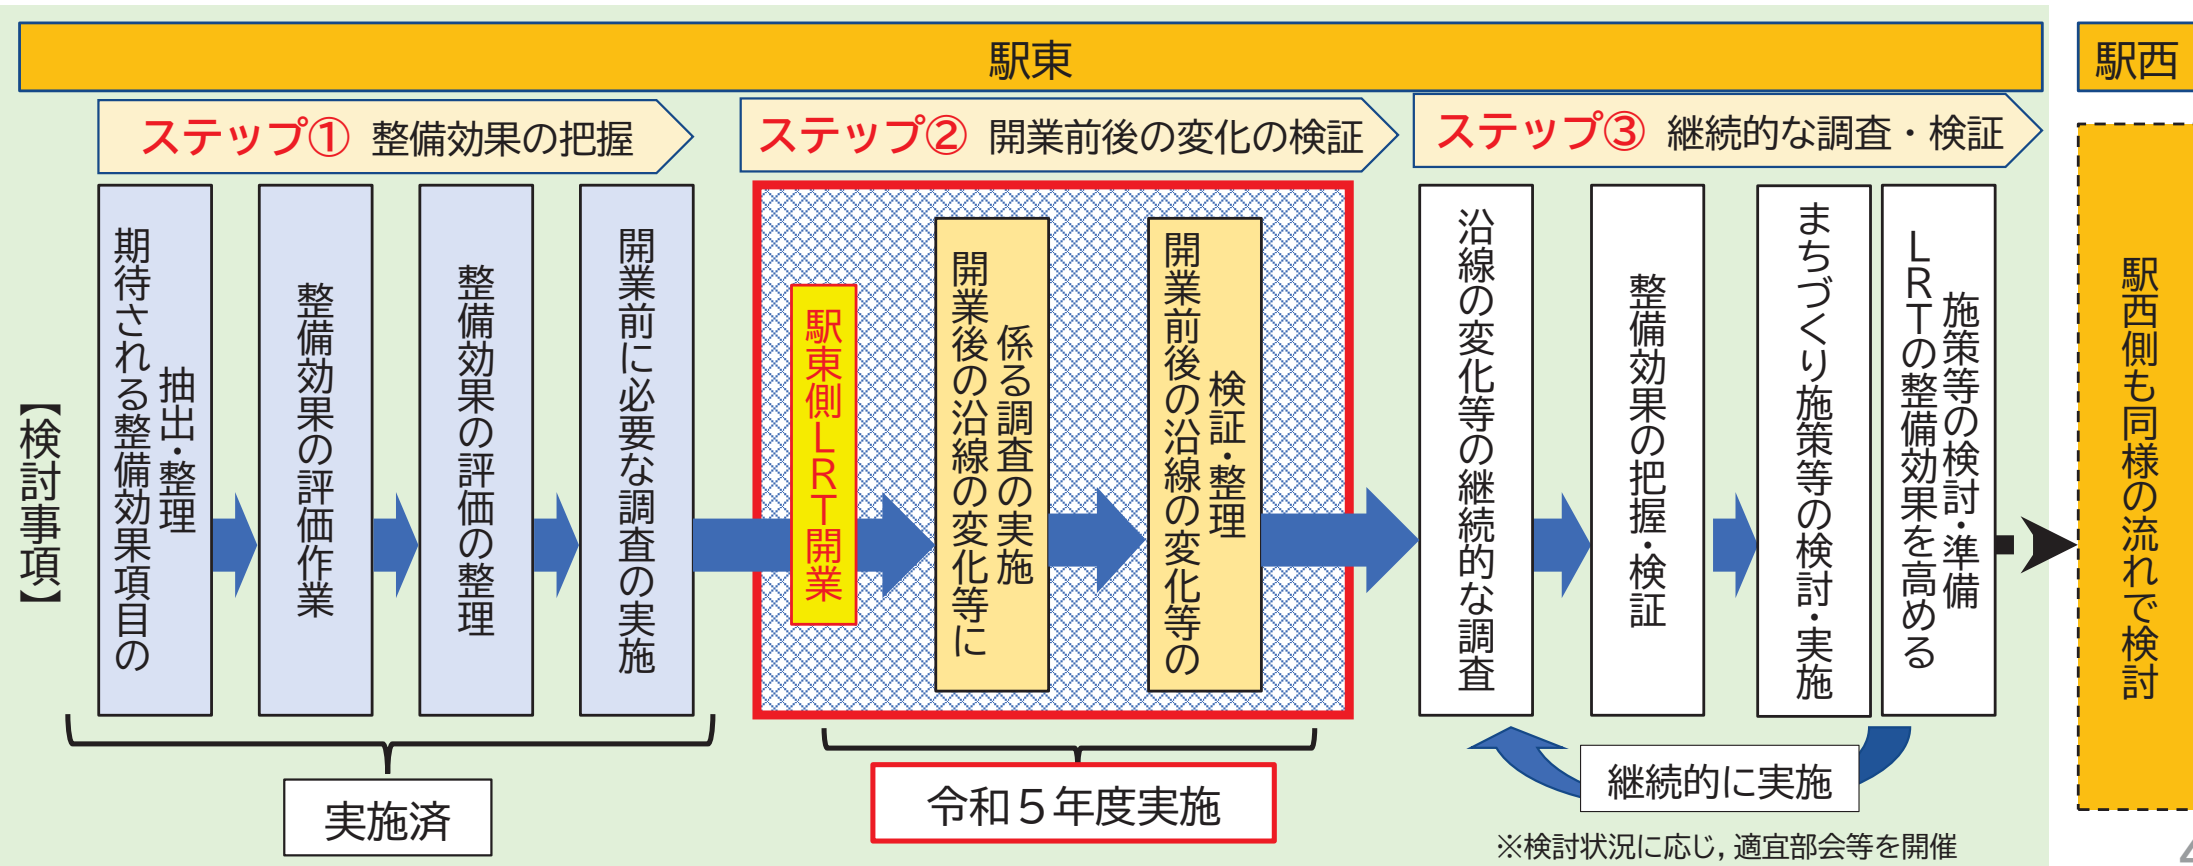 駅東
駅西
ステップ① 整備効果の把握
ステップ② 開業前後の変化の検証
ステップ③ 継続的な調査・検証
【検討事項】
期待される整備効果項目の
抽出・整理
整備効果の評価作業
整備効果の評価の整理
開業前に必要な調査の実施
駅東側LRT開業
開業後の沿線の変化等に
係る調査の実施
開業前後の沿線の変化等の
検証・整理
沿線の変化等の継続的な調査
整備効果の把握・検証
まちづくり施策等の検討・実施
LRTの整備効果を高める
施策等の検討・準備
駅西側も同様の流れで検討
実施済
令和5年度実施
継続的に実施
※検討状況に応じ,適宜部会等を開催